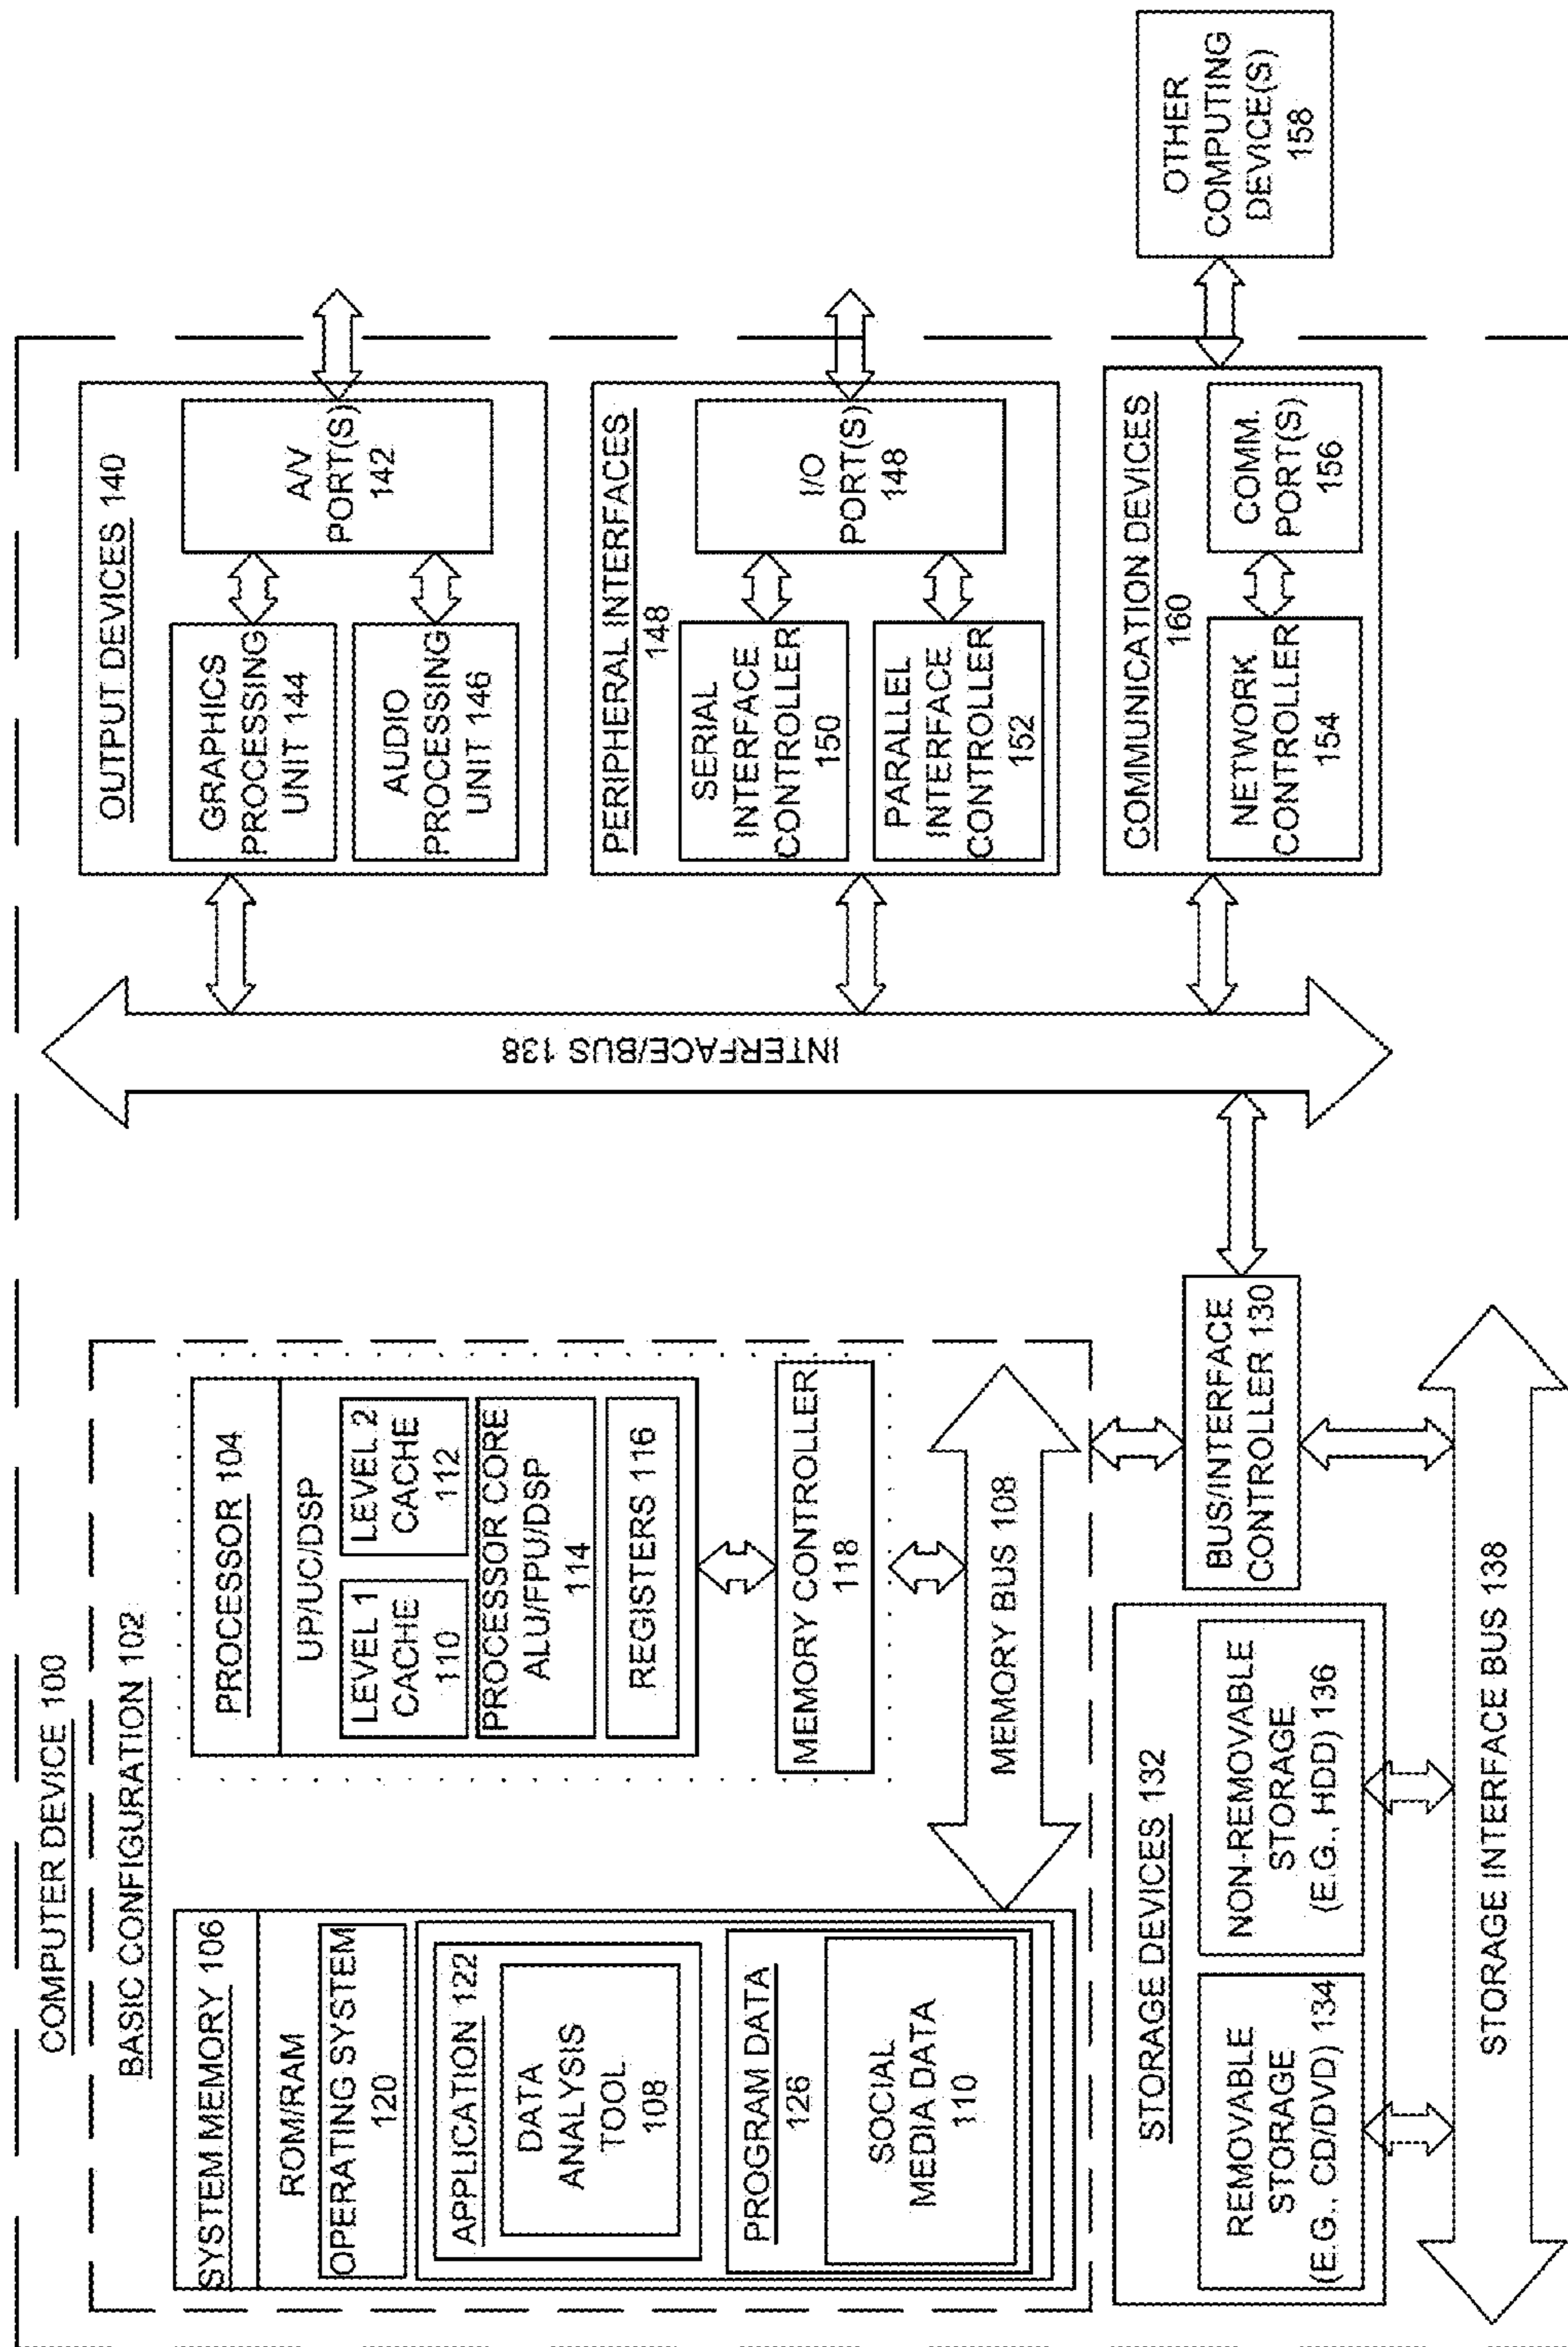 COMPUTER DEVICE 100
BASIC CONFIGURATION 102
SYSTEM MEMORY 106
ROM/RAM
OPERATING SYSTEM
120
APPLICATION 122
DATA
ANALYSIS
TOOL
108
PROGRAM DATA
126
SOCIAL
MEDIA DATA
110
PROCESSOR 104
UP/UC/DSP
LEVEL 1
CACHE
110
LEVEL 2
CACHE
112
PROCESSOR CORE
ALU/FPU/DSP
114
REGISTERS 116
MEMORY CONTROLLER
118
MEMORY BUS 108
BUS/INTERFACE
CONTROLLER 130
STORAGE DEVICES 132
REMOVABLE
STORAGE
(E.G., CD/DVD) 134
NON-REMOVABLE
STORAGE
(E.G., HDD) 136
STORAGE INTERFACE BUS 138
INTERFACE/BUS 138
OUTPUT DEVICES 140
GRAPHICS
PROCESSING
UNIT 144
AUDIO
PROCESSING
UNIT 146
A/V
PORT(S)
142
PERIPHERAL INTERFACES
148
SERIAL
INTERFACE
CONTROLLER
150
PARALLEL
INTERFACE
CONTROLLER
152
I/O
PORT(S)
148
COMMUNICATION DEVICES
160
NETWORK
CONTROLLER
154
COMM.
PORT(S)
156
OTHER
COMPUTING
DEVICE(S)
158